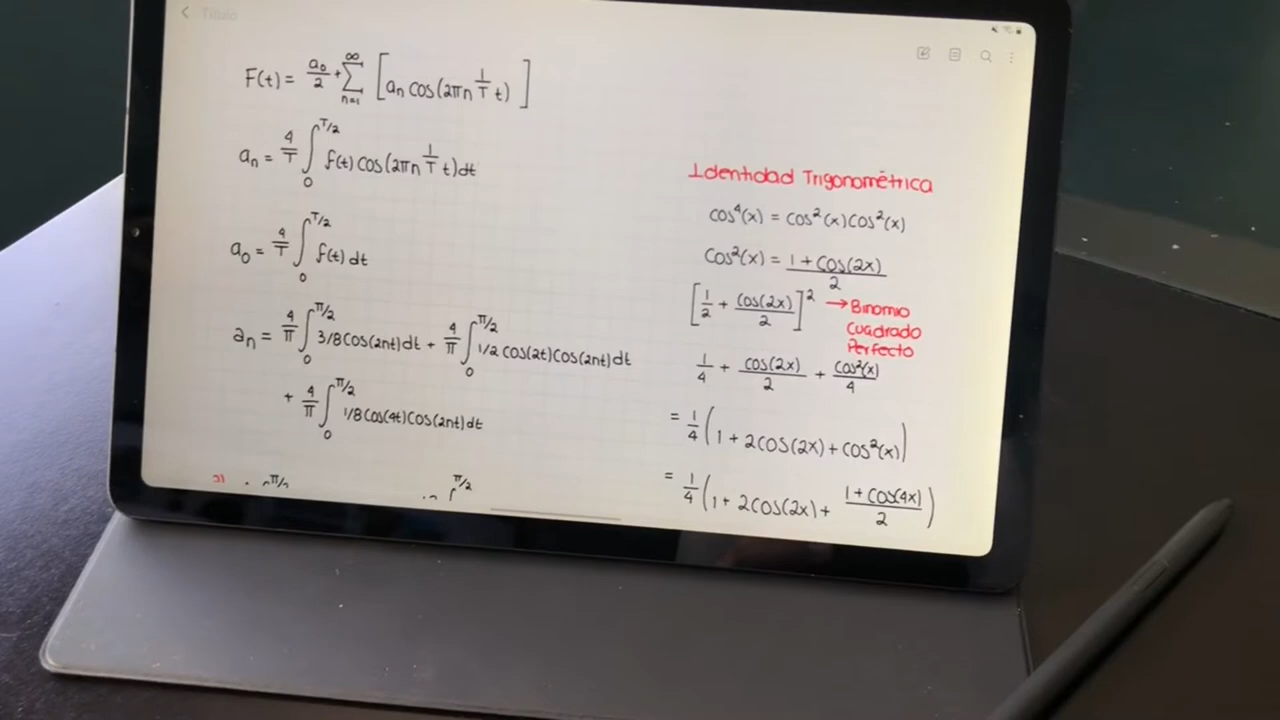 Título
F(t) = a₀/2 + ∑_{n=1}^{∞} [aₙ cos(2πn 1/T t)]
aₙ = 4/T ∫₀^{T/2} f(t) cos(2πn 1/T t) dt
a₀ = 4/T ∫₀^{T/2} f(t) dt
aₙ = 4/π ∫₀^{π/2} 3/8 cos(2nt) dt + 4/π ∫₀^{π/2} 1/2 cos(2t) cos(2nt) dt
+ 4/π ∫₀^{π/2} 1/8 cos(4t) cos(2nt) dt
Identidad Trigonométrica
cos⁴(x) = cos²(x) cos²(x)
cos²(x) = (1 + cos(2x))/2
[1/2 + cos(2x)/2]² → Binomio
Cuadrado
Perfecto
1/4 + cos(2x)/2 + cos²(x)/4
= 1/4 (1 + 2cos(2x) + cos²(x))
= 1/4 (1 + 2cos(2x) + (1 + cos(4x))/2)